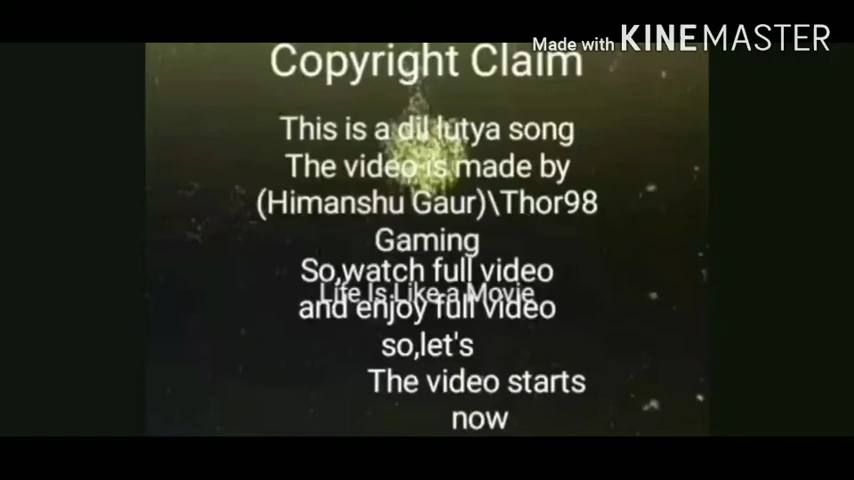 Made with KINEMASTER
Copyright Claim
This is a dil lutya song
The video is made by
(Himanshu Gaur)\Thor98
Gaming
So,watch full video
Life Is Like a Movie
and enjoy full video
so,let's
The video starts
now